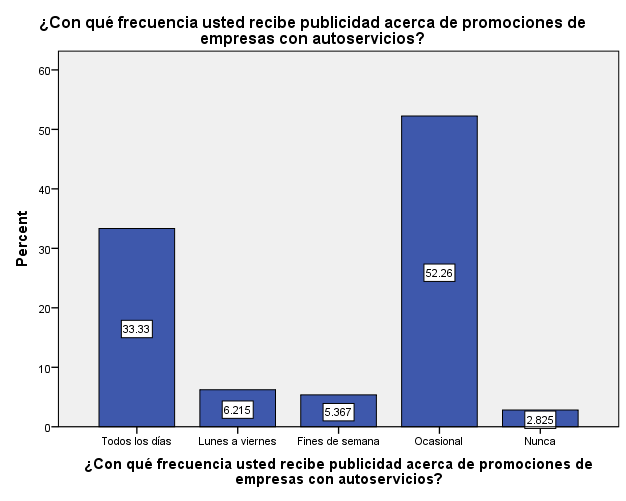 ¿Con qué frecuencia usted recibe publicidad acerca de promociones de
empresas con autoservicios?
60
50
40
30
20
10
0
Percent
33.33
6.215
5.367
52.26
2.825
Todos los días
Lunes a viernes
Fines de semana
Ocasional
Nunca
¿Con qué frecuencia usted recibe publicidad acerca de promociones de
empresas con autoservicios?